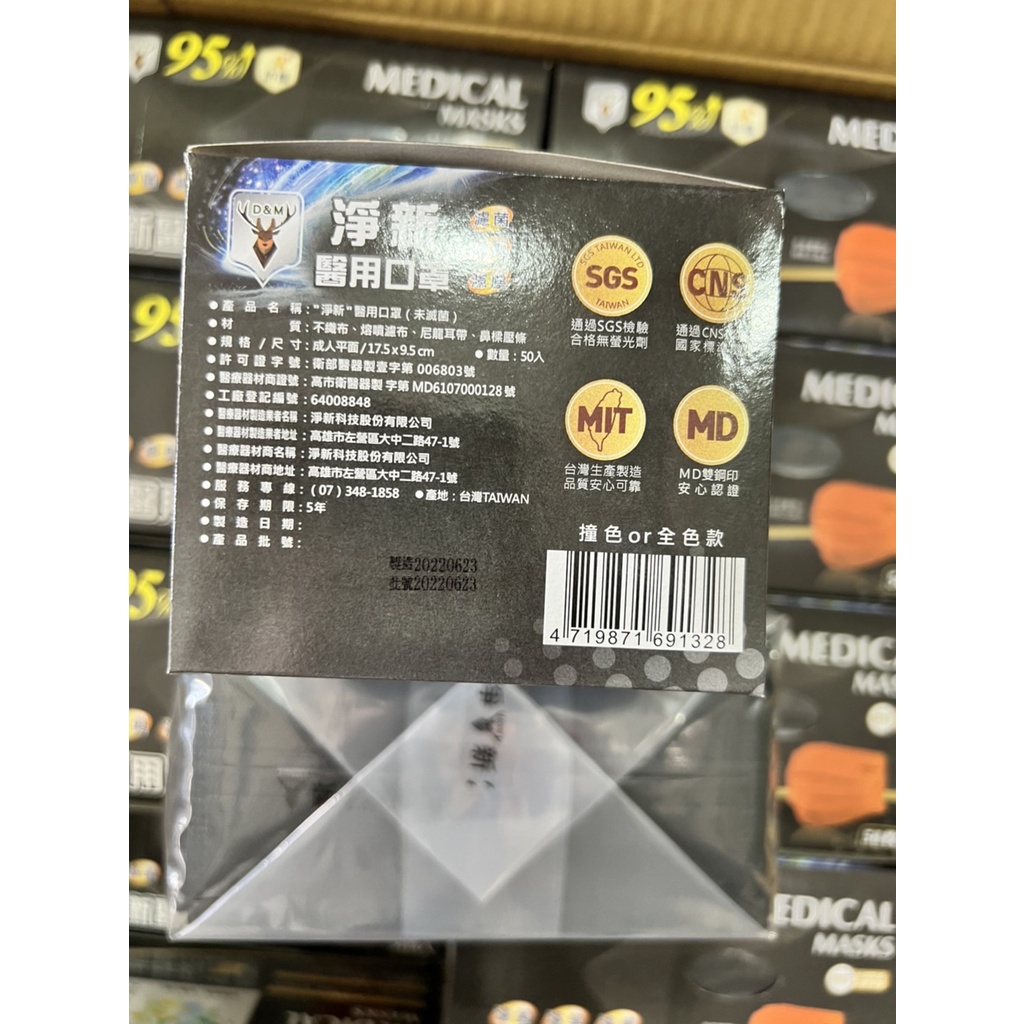 95%
MEDICAL
MASKS
95%
D&M
淨新
濾菌
醫用口罩
SGS TAIWAN LTD
SGS
TAIWAN
CNS
通過SGS檢驗
合格無螢光劑
通過CNS
國家標準
MIT
MD
台灣生產製造
品質安心可靠
MD雙鋼印
安心認證
●產品名稱:"淨新"醫用口罩(未滅菌)
●材質:不織布、熔噴濾布、尼龍耳帶、鼻樑壓條
●規格/尺寸:成人平面/17.5x9.5cm ●數量:50入
●許可證字號:衛部醫器製壹字第006803號
●醫療器材商證號:高市衛醫器製字第MD6107000128號
●工廠登記編號:64008848
●醫療器材製造業者名稱:淨新科技股份有限公司
●醫療器材製造業者地址:高雄市左營區大中二路47-1號
●醫療器材商名稱:淨新科技股份有限公司
●醫療器材商地址:高雄市左營區大中二路47-1號
●服務專線:(07)348-1858 ●產地:台灣TAIWAN
●保存期限:5年
●製造日期:
●產品批號:
製造20220623
批號20220623
撞色or全色款
4 719871 691328
MEDICAL
MASKS